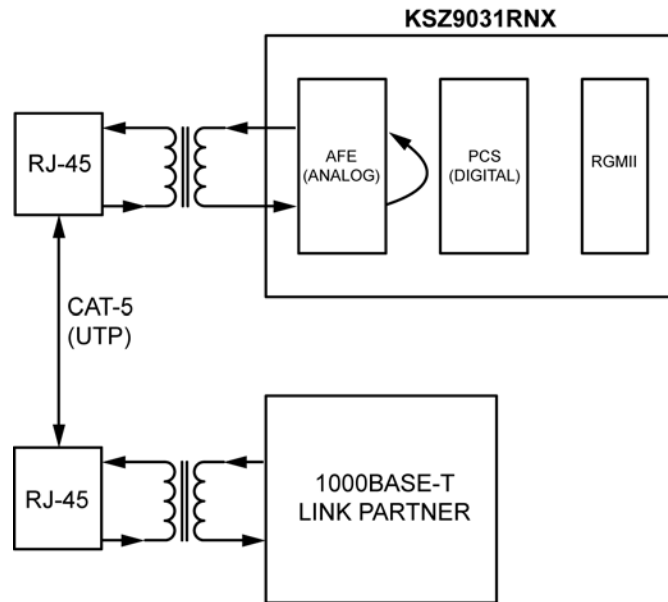 KSZ9031RNX
RJ-45
AFE
(ANALOG)
PCS
(DIGITAL)
RGMII
CAT-5
(UTP)
RJ-45
1000BASE-T
LINK PARTNER